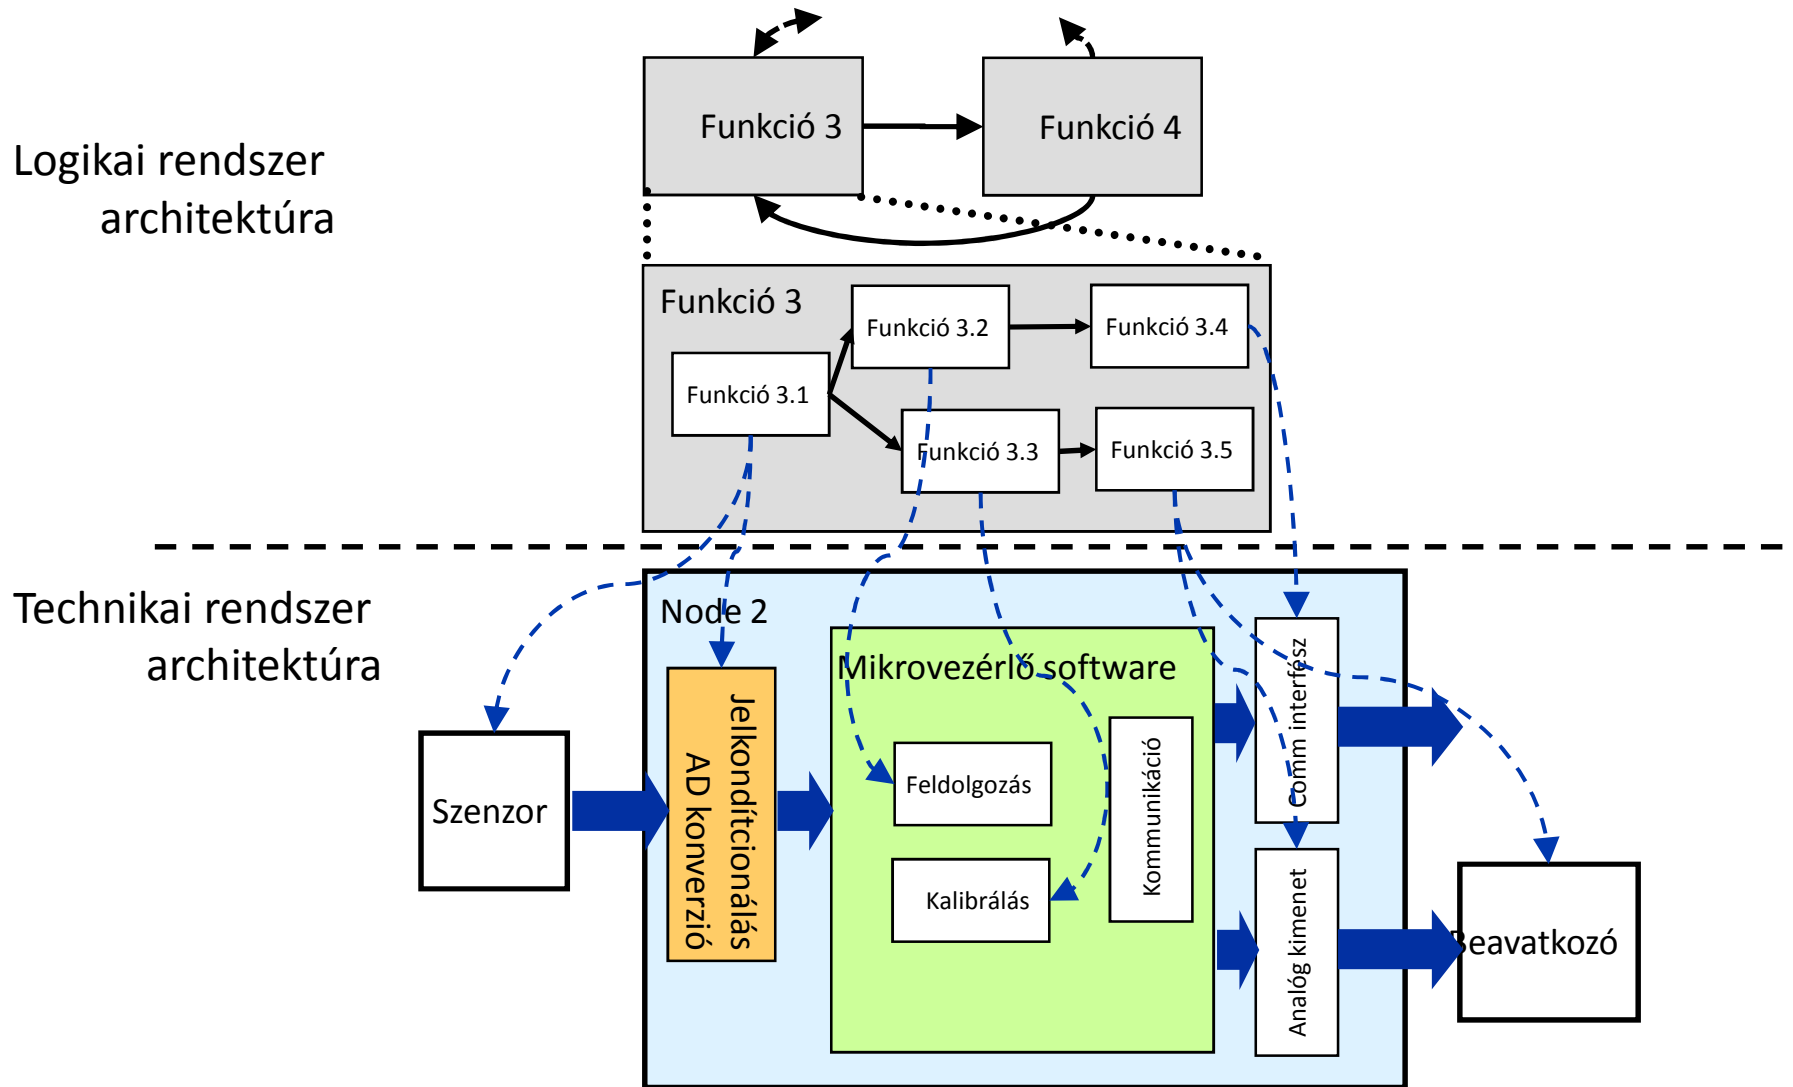 Funkció 3
Funkció 4
Logikai rendszer
architektúra
Funkció 3
Funkció 3.2
Funkció 3.4
Funkció 3.1
Funkció 3.3
Funkció 3.5
Technikai rendszer
architektúra
Node 2
Mikrovezérlő software
Szenzor
Jelkondítcionálás
AD konverzió
Feldolgozás
Kalibrálás
Kommunikáció
Comm interfész
Analóg kimenet
Beavatkozó